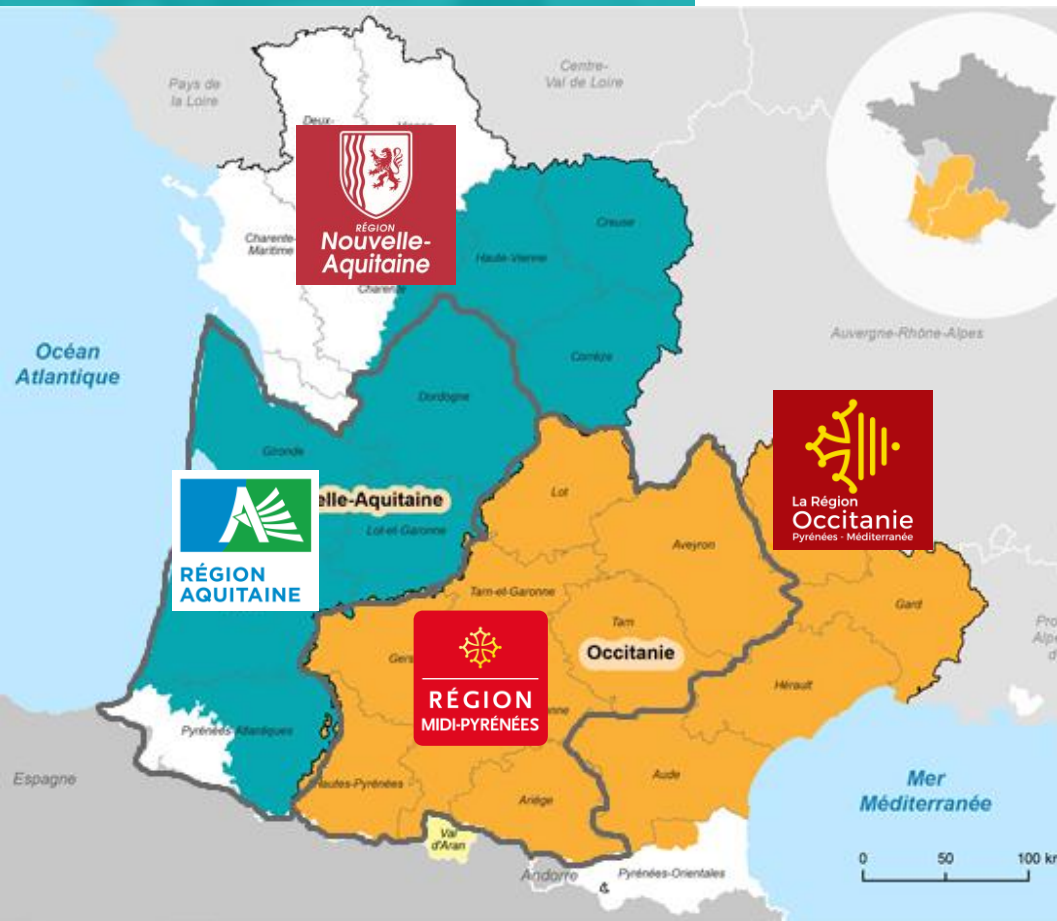 Pays de
la Loire
Centre-
Val de Loire
Deux-
RÉGION
Nouvelle-
Aquitaine
Charente-
Maritime
Charente
Haute-Vienne
Creuse
Auvergne-Rhône-Alpes
Océan
Atlantique
Corrèze
Dordogne
Gironde
elle-Aquitaine
Lot-et-Garonne
RÉGION
AQUITAINE
Lot
Aveyron
La Région
Occitanie
Pyrénées - Méditerranée
Tarn-et-Garonne
Tarn
Gard
Occitanie
Gers
RÉGION
MIDI-PYRÉNÉES
Hérault
Pyrénées-Atlantiques
Espagne
Hautes-Pyrénées
Ariège
Aude
Mer
Méditerranée
Val
d'Aran
Andorre
Pyrénées-Orientales
0 50 100 km